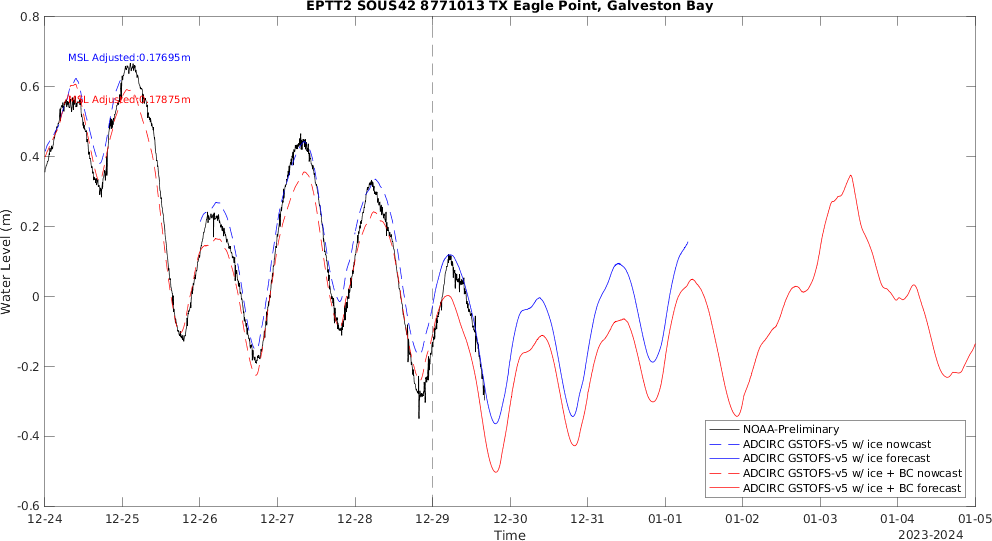 EPTT2 SOUS42 8771013 TX Eagle Point, Galveston Bay
MSL Adjusted:0.17695m
MSL Adjusted:0.17875m
Water Level (m)
0.8
0.6
0.4
0.2
0
-0.2
-0.4
-0.6
12-24 12-25 12-26 12-27 12-28 12-29 12-30 12-31 01-01 01-02 01-03 01-04 01-05
Time
2023-2024
NOAA-Preliminary
ADCIRC GSTOFS-v5 w/ ice nowcast
ADCIRC GSTOFS-v5 w/ ice forecast
ADCIRC GSTOFS-v5 w/ ice + BC nowcast
ADCIRC GSTOFS-v5 w/ ice + BC forecast